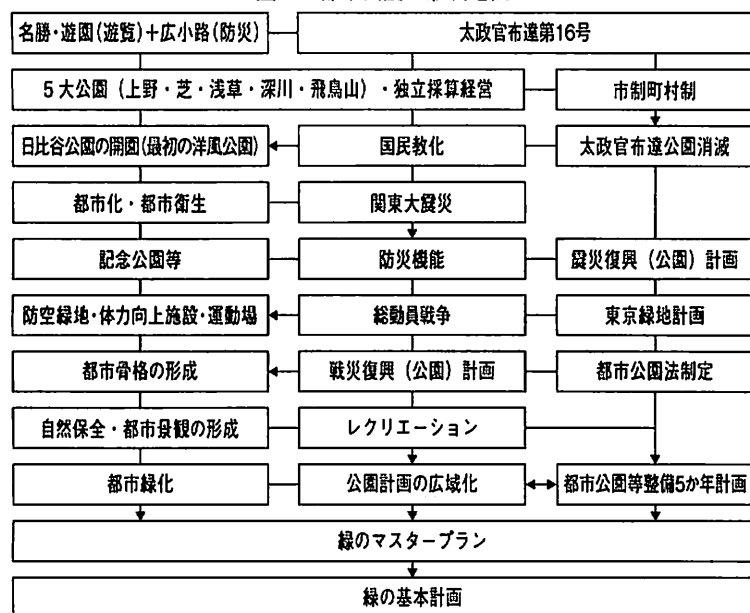 名勝・遊園(遊覧)＋広小路(防災)
太政官布達第16号
5大公園（上野・芝・浅草・深川・飛鳥山）・独立採算経営
市制町村制
日比谷公園の開園(最初の洋風公園)
国民教化
太政官布達公園消滅
都市化・都市衛生
関東大震災
記念公園等
防災機能
震災復興（公園）計画
防空緑地・体力向上施設・運動場
総動員戦争
東京緑地計画
都市骨格の形成
戦災復興（公園）計画
都市公園法制定
自然保全・都市景観の形成
レクリエーション
都市緑化
公園計画の広域化
都市公園等整備5か年計画
緑のマスタープラン
緑の基本計画